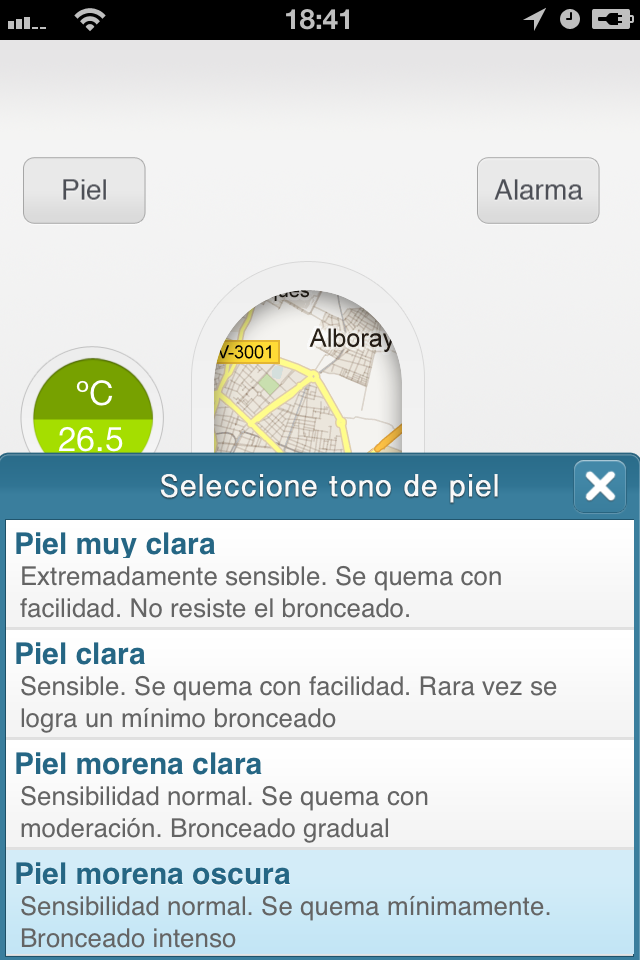 18:41
Piel
Alarma
Alboray
V-3001
ºC
26.5
Seleccione tono de piel
Piel muy clara
Extremadamente sensible. Se quema con
facilidad. No resiste el bronceado.
Piel clara
Sensible. Se quema con facilidad. Rara vez se
logra un mínimo bronceado
Piel morena clara
Sensibilidad normal. Se quema con
moderación. Bronceado gradual
Piel morena oscura
Sensibilidad normal. Se quema mínimamente.
Bronceado intenso